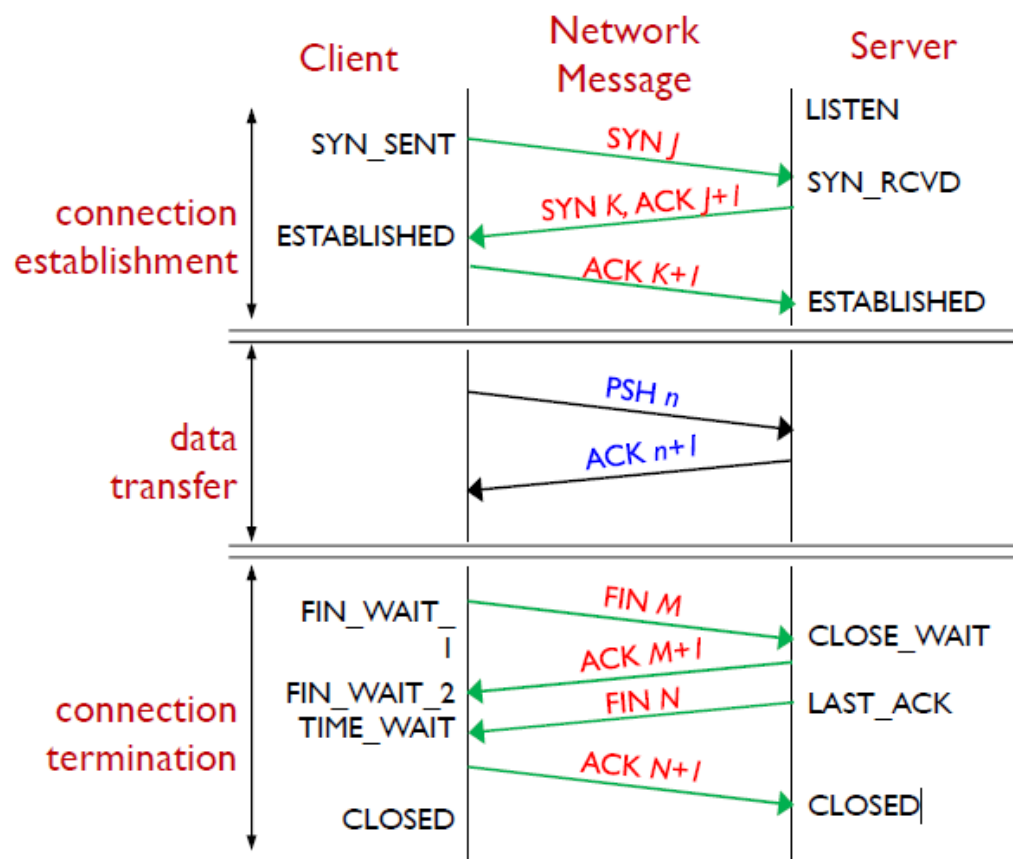 Client
Network
Message
Server
LISTEN
SYN_SENT
SYN J
SYN_RCVD
connection
establishment
SYN K, ACK J+1
ESTABLISHED
ACK K+1
ESTABLISHED
data
transfer
PSH n
ACK n+1
connection
termination
FIN_WAIT_
1
FIN M
CLOSE_WAIT
ACK M+1
FIN_WAIT_2
FIN N
LAST_ACK
TIME_WAIT
ACK N+1
CLOSED
CLOSED